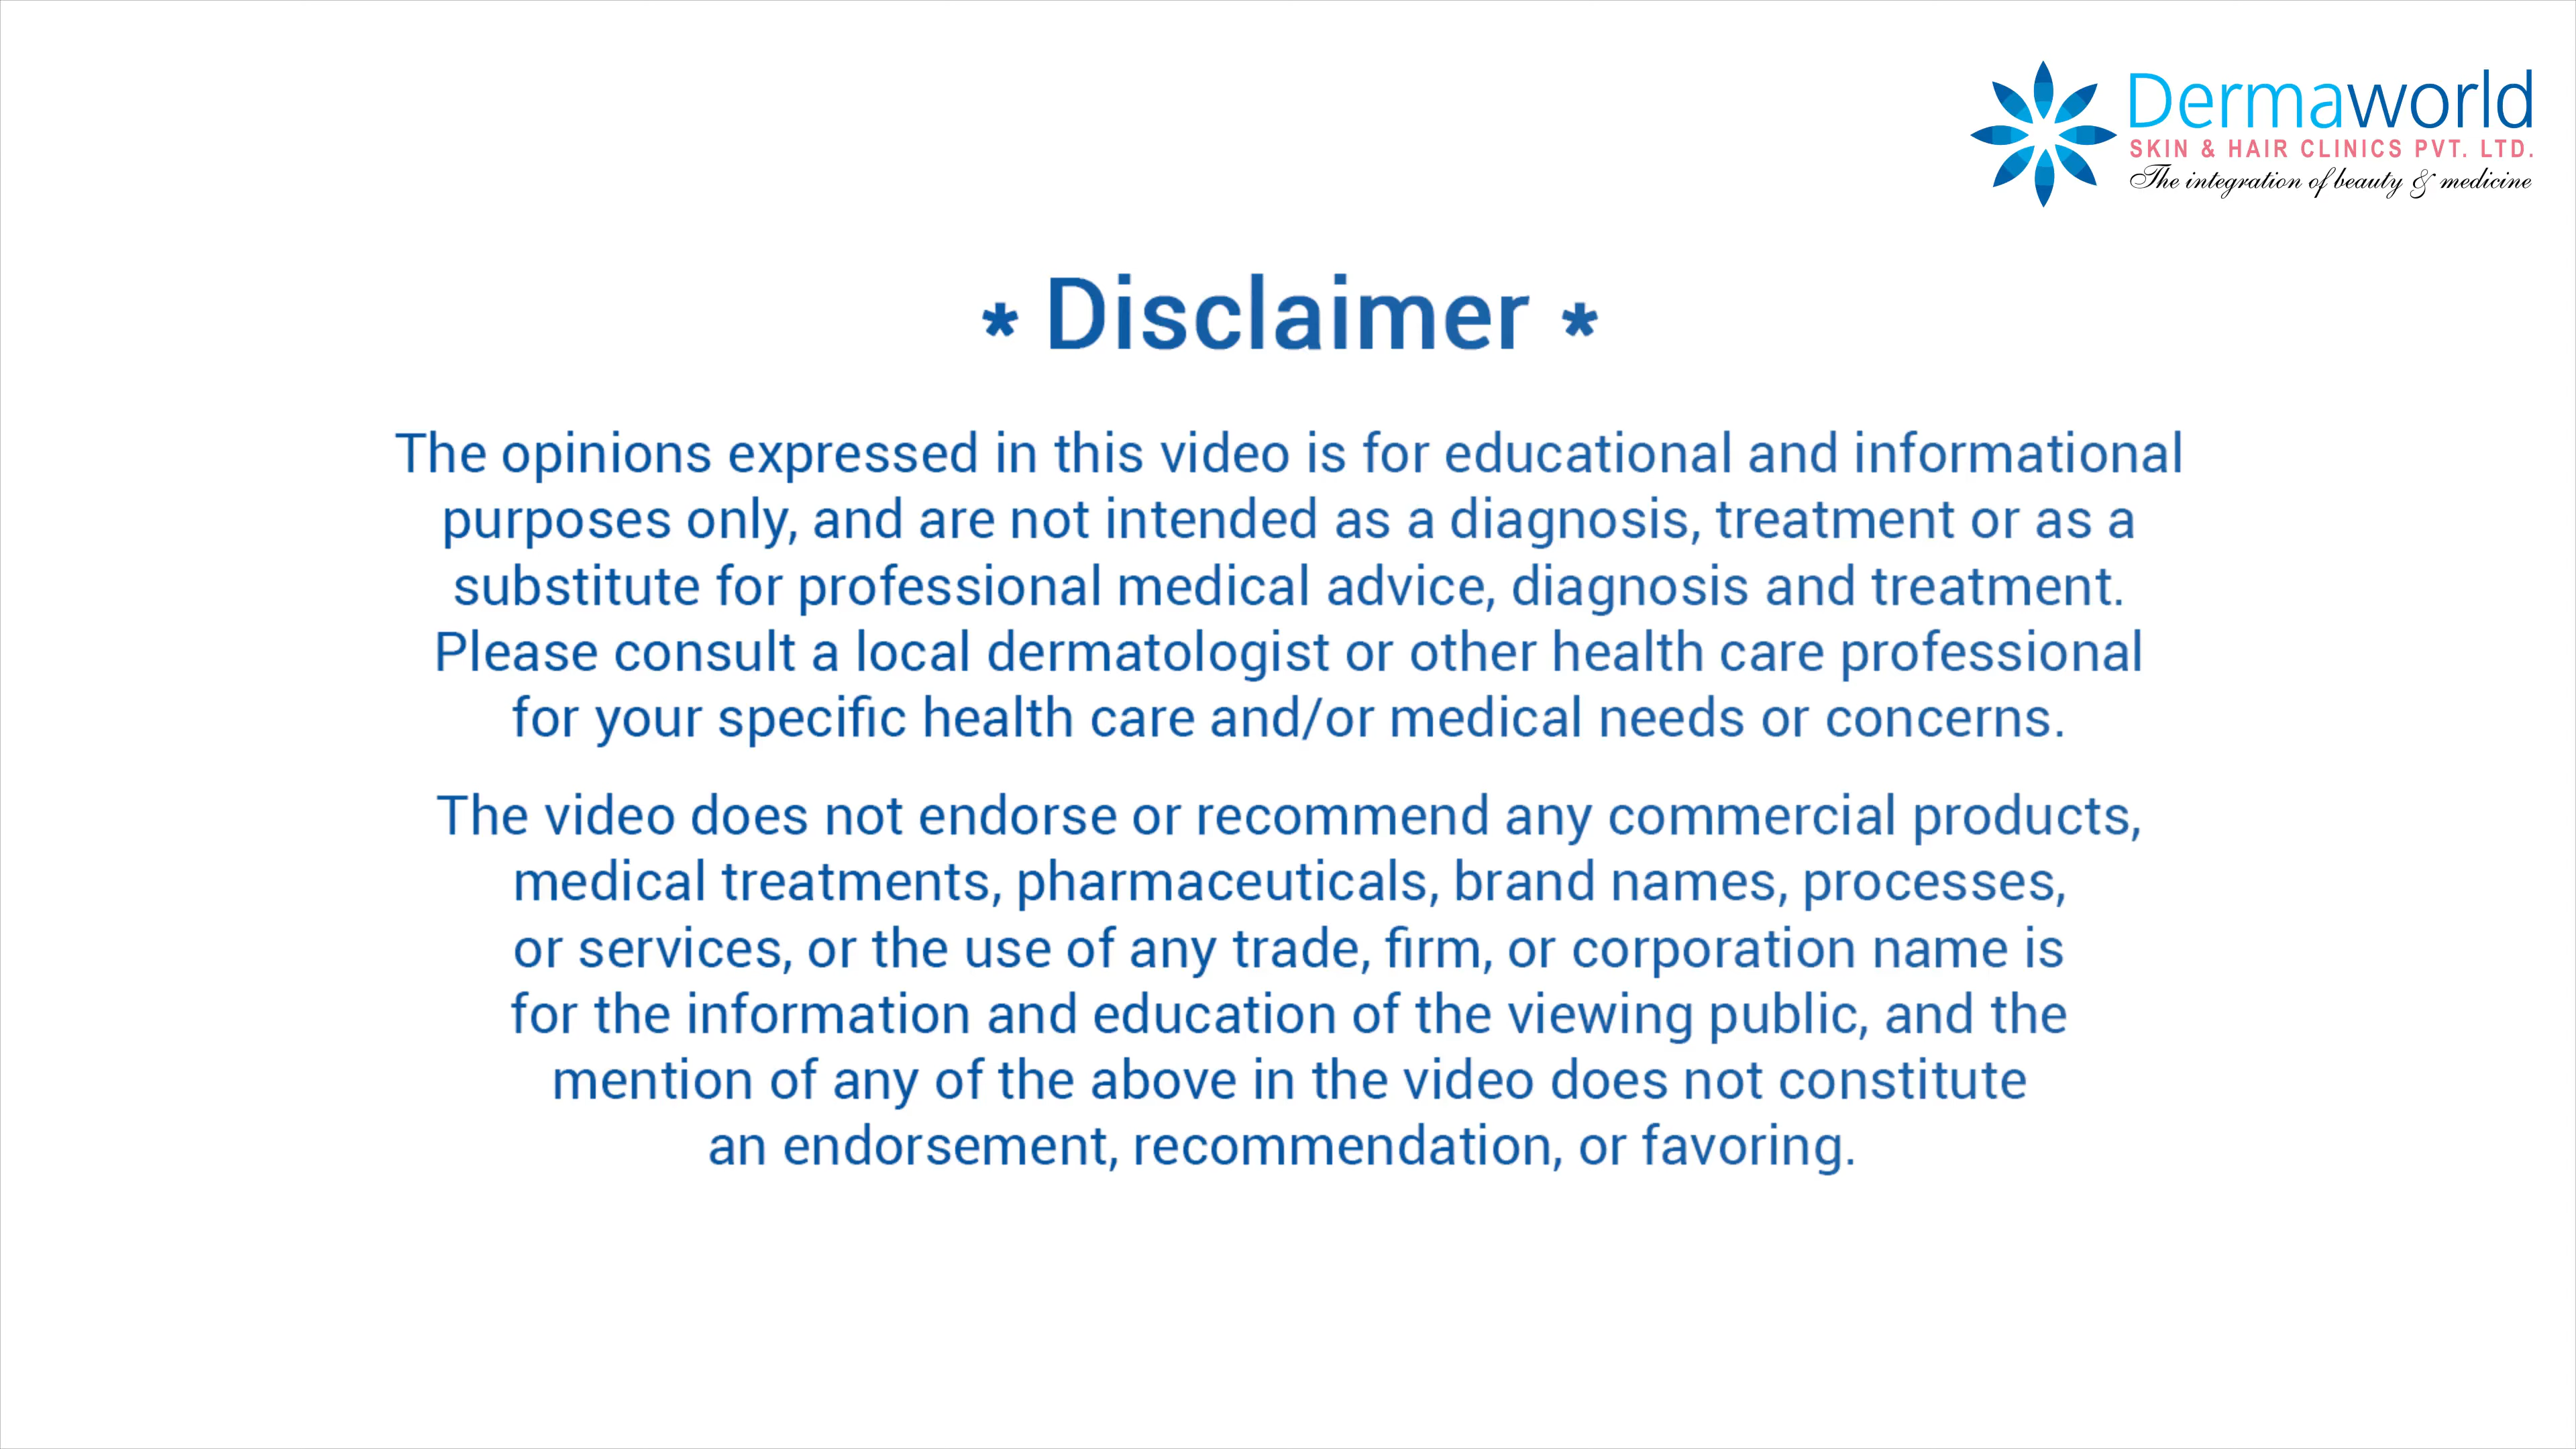 Dermaworld
SKIN & HAIR CLINICS PVT. LTD.
The integration of beauty & medicine
* Disclaimer *
The opinions expressed in this video is for educational and informational
purposes only, and are not intended as a diagnosis, treatment or as a
substitute for professional medical advice, diagnosis and treatment.
Please consult a local dermatologist or other health care professional
for your specific health care and/or medical needs or concerns.
The video does not endorse or recommend any commercial products,
medical treatments, pharmaceuticals, brand names, processes,
or services, or the use of any trade, firm, or corporation name is
for the information and education of the viewing public, and the
mention of any of the above in the video does not constitute
an endorsement, recommendation, or favoring.